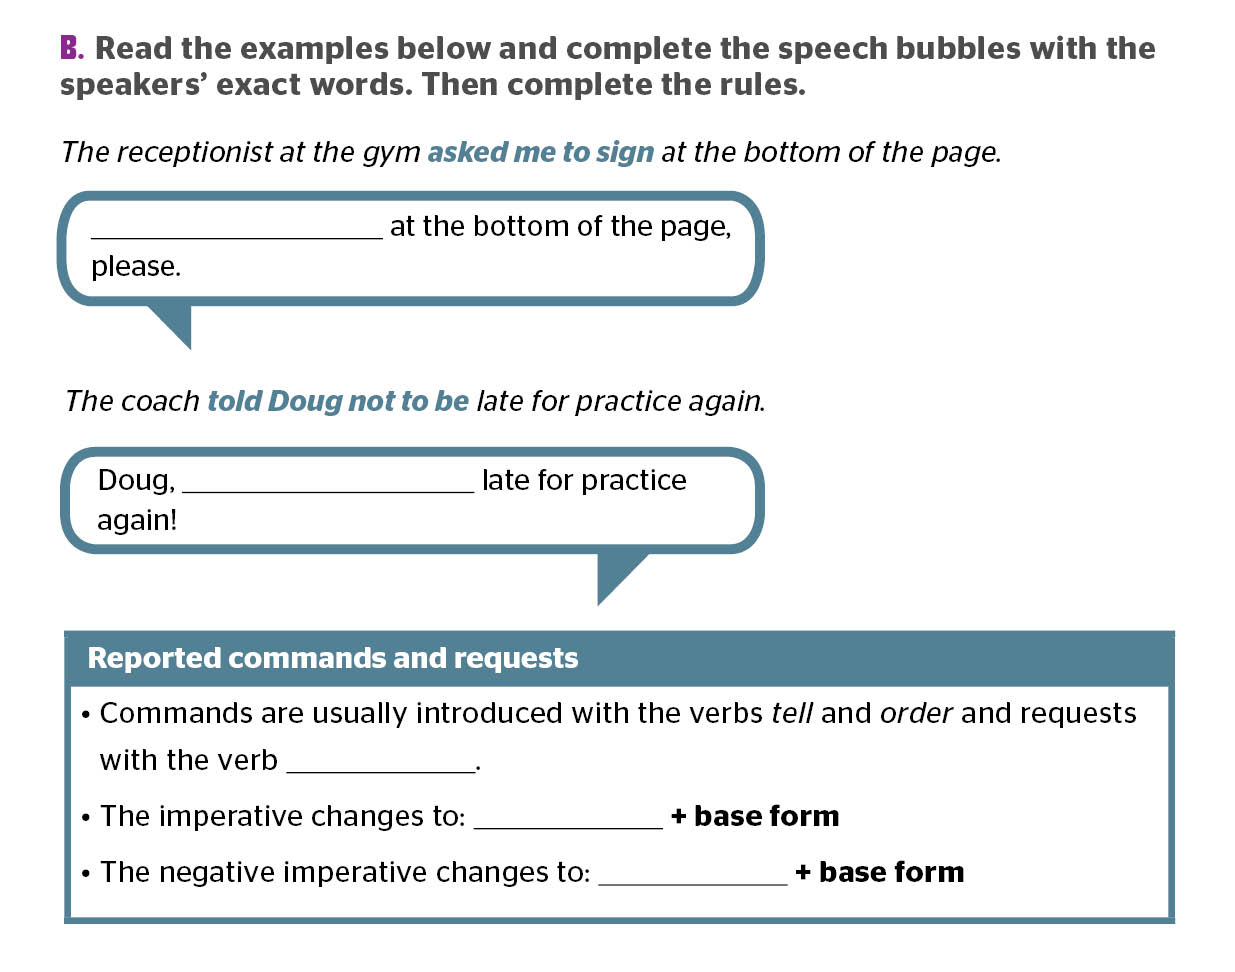 B. Read the examples below and complete the speech bubbles with the
speakers’ exact words. Then complete the rules.
The receptionist at the gym asked me to sign at the bottom of the page.
____________________ at the bottom of the page,
please.
The coach told Doug not to be late for practice again.
Doug, ____________________ late for practice
again!
Reported commands and requests
• Commands are usually introduced with the verbs tell and order and requests
with the verb _____________.
• The imperative changes to: _____________ + base form
• The negative imperative changes to: _____________ + base form